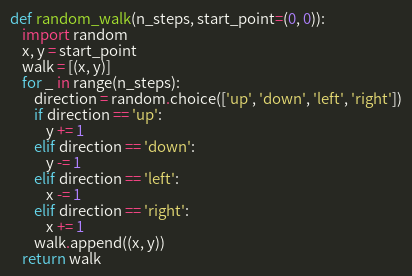 def random_walk(n_steps, start_point=(0, 0)):
    import random
    x, y = start_point
    walk = [(x, y)]
    for _ in range(n_steps):
        direction = random.choice(['up', 'down', 'left', 'right'])
        if direction == 'up':
            y += 1
        elif direction == 'down':
            y -= 1
        elif direction == 'left':
            x -= 1
        elif direction == 'right':
            x += 1
        walk.append((x, y))
    return walk